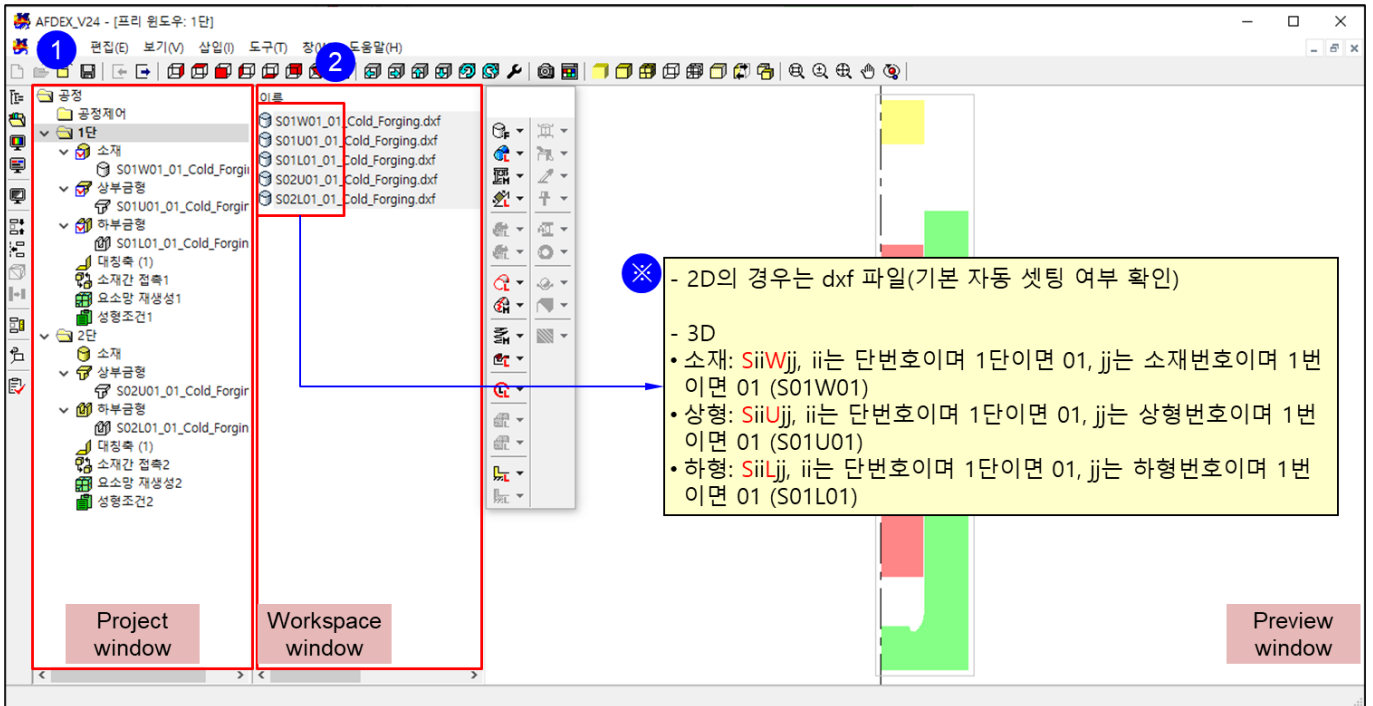 AFDEX_V24 - [프리 윈도우: 1단]
1 편집(E) 보기(V) 삽입(I) 도구(T) 창 도움말(H)
2
공정
공정제어
1단
소재
S01W01_01_Cold_Forgin
상부금형
S01U01_01_Cold_Forgin
하부금형
S01L01_01_Cold_Forgin
대칭축 (1)
소재간 접촉1
요소망 재생성1
성형조건1
2단
소재
상부금형
S02U01_01_Cold_Forgin
하부금형
S02L01_01_Cold_Forgin
대칭축 (1)
소재간 접촉2
요소망 재생성2
성형조건2
Project
window
이름
S01W01_01_Cold_Forging.dxf
S01U01_01_Cold_Forging.dxf
S01L01_01_Cold_Forging.dxf
S02U01_01_Cold_Forging.dxf
S02L01_01_Cold_Forging.dxf
Workspace
window
※
- 2D의 경우는 dxf 파일(기본 자동 셋팅 여부 확인)
- 3D
• 소재: SiiWjj, ii는 단번호이며 1단이면 01, jj는 소재번호이며 1번
이면 01 (S01W01)
• 상형: SiiUjj, ii는 단번호이며 1단이면 01, jj는 상형번호이며 1번
이면 01 (S01U01)
• 하형: SiiLjj, ii는 단번호이며 1단이면 01, jj는 하형번호이며 1번
이면 01 (S01L01)
Preview
window